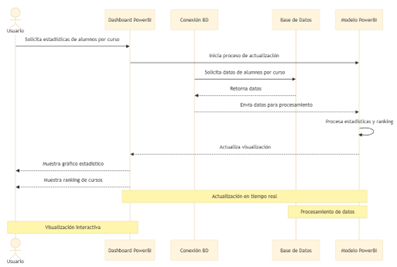 Usuario
Dashboard PowerBI
Conexión BD
Base de Datos
Modelo PowerBI
Solicita estadísticas de alumnos por curso
Inicia proceso de actualización
Solicita datos de alumnos por curso
Retorna datos
Envía datos para procesamiento
Procesa estadísticas y ranking
Actualiza visualización
Muestra gráfico estadístico
Muestra ranking de cursos
Actualización en tiempo real
Procesamiento de datos
Visualización interactiva
Usuario
Dashboard PowerBI
Conexión BD
Base de Datos
Modelo PowerBI